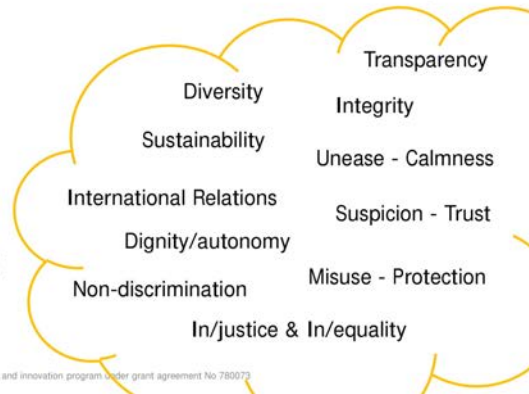 Transparency
Diversity
Integrity
Sustainability
Unease - Calmness
International Relations
Suspicion - Trust
Dignity/autonomy
Misuse - Protection
Non-discrimination
In/justice & In/equality
and innovation program under grant agreement No 780073